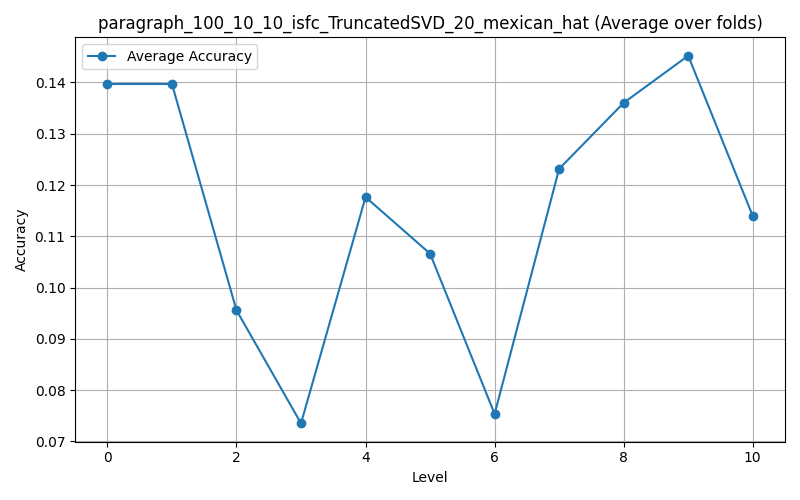 paragraph_100_10_10_isfc_TruncatedSVD_20_mexican_hat (Average over folds)
Average Accuracy
0.14
0.13
0.12
0.11
0.10
0.09
0.08
0.07
Accuracy
0 2 4 6 8 10
Level